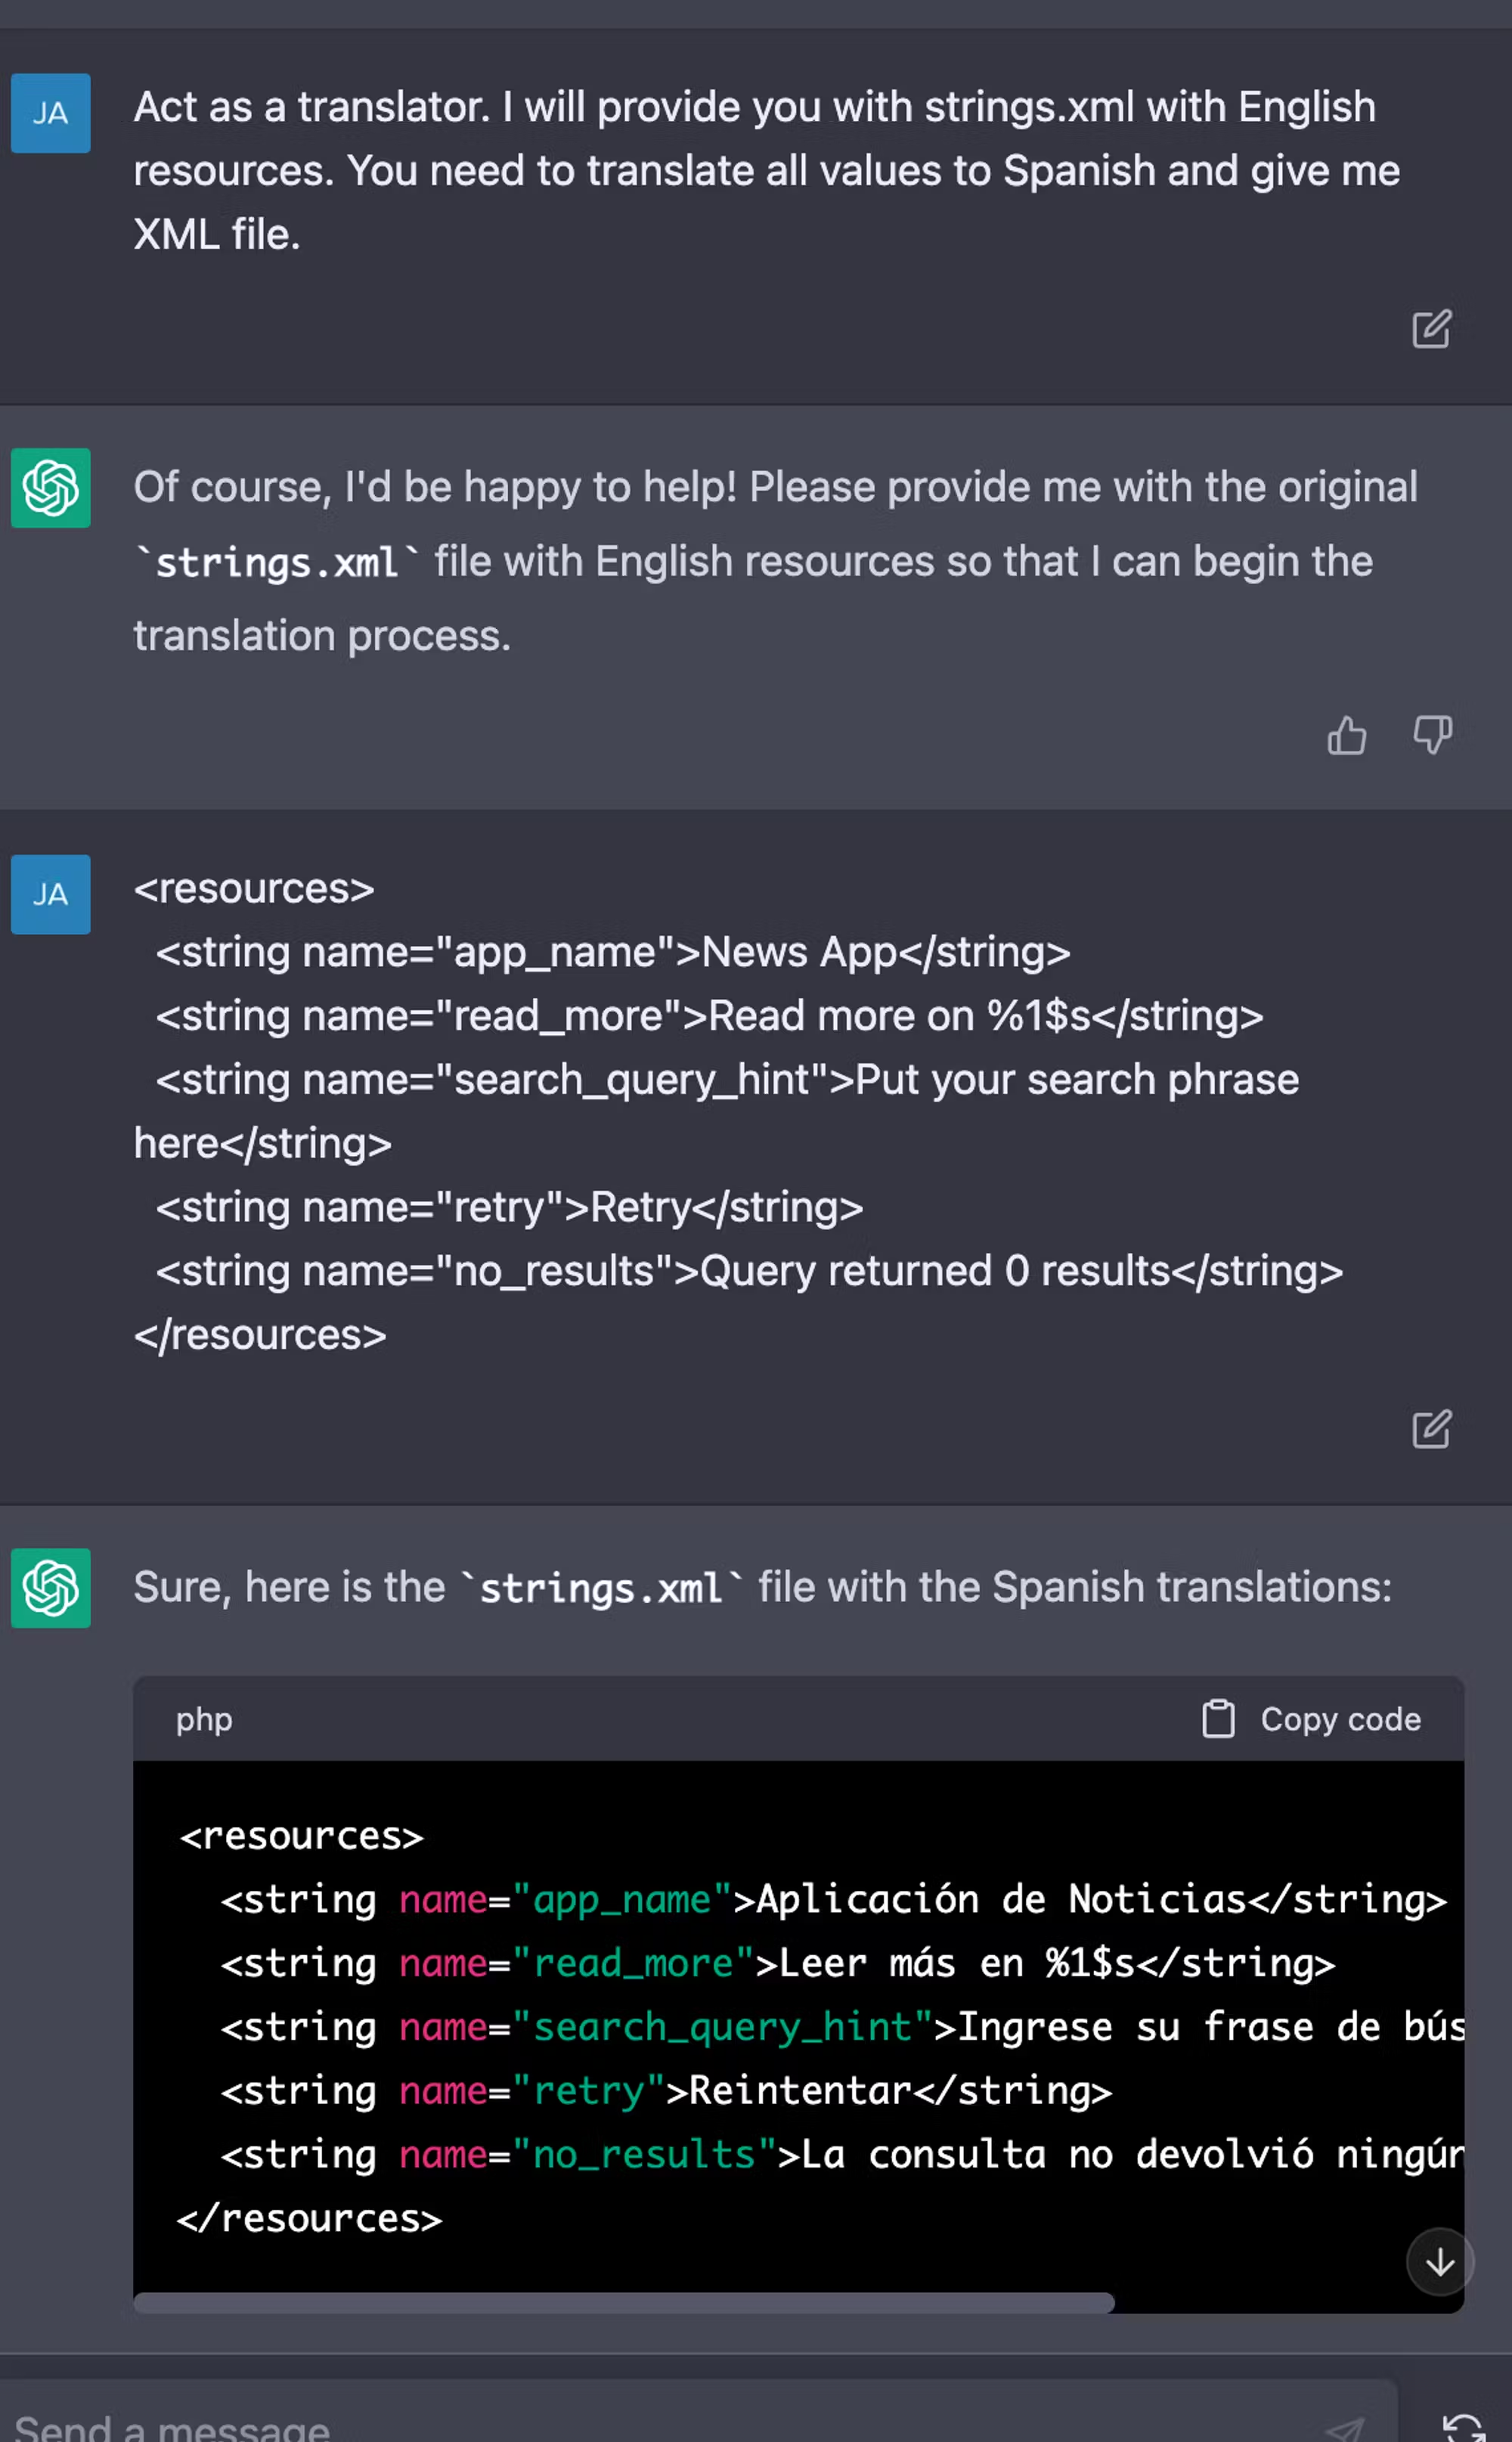 JA
Act as a translator. I will provide you with strings.xml with English
resources. You need to translate all values to Spanish and give me
XML file.
Of course, I'd be happy to help! Please provide me with the original
`strings.xml` file with English resources so that I can begin the
translation process.
JA
<resources>
  <string name="app_name">News App</string>
  <string name="read_more">Read more on %1$s</string>
  <string name="search_query_hint">Put your search phrase
here</string>
  <string name="retry">Retry</string>
  <string name="no_results">Query returned 0 results</string>
</resources>
Sure, here is the `strings.xml` file with the Spanish translations:
php
Copy code
<resources>
  <string name="app_name">Aplicación de Noticias</string>
  <string name="read_more">Leer más en %1$s</string>
  <string name="search_query_hint">Ingrese su frase de bús
  <string name="retry">Reintentar</string>
  <string name="no_results">La consulta no devolvió ningún
</resources>
Send a message